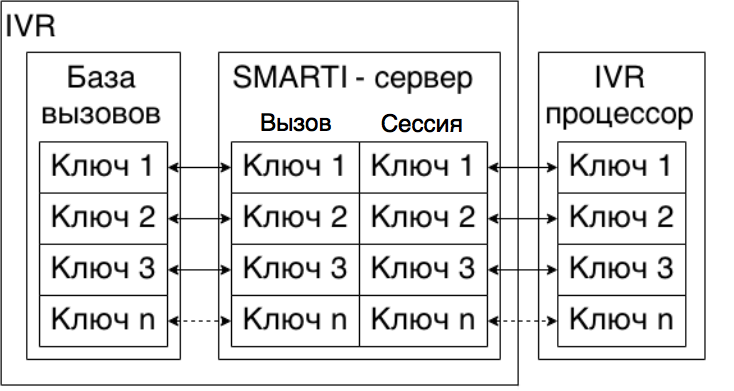 IVR
База
вызовов
Ключ 1
Ключ 2
Ключ 3
Ключ n
SMARTI - сервер
Вызов Сессия
Ключ 1 Ключ 1
Ключ 2 Ключ 2
Ключ 3 Ключ 3
Ключ n Ключ n
IVR
процессор
Ключ 1
Ключ 2
Ключ 3
Ключ n